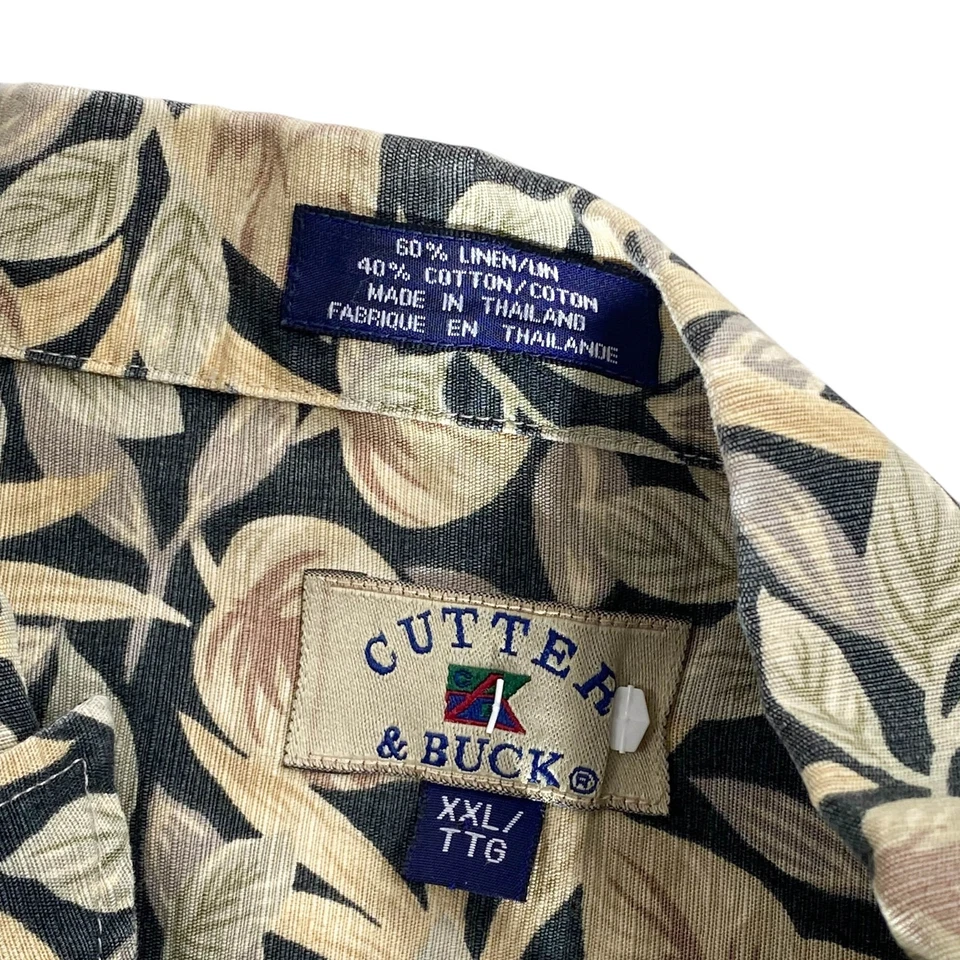 60% LINEN/LIN
40% COTTON/COTON
MADE IN THAILAND
FABRIQUE EN THAILANDE
CUTTER
& BUCK®
XXL/
TTG